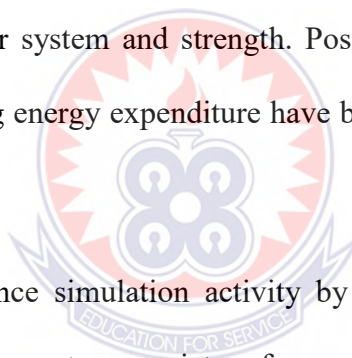 r system and strength. Pos
g energy expenditure have b
nce simulation activity by
EDUCATION FOR SERVICE